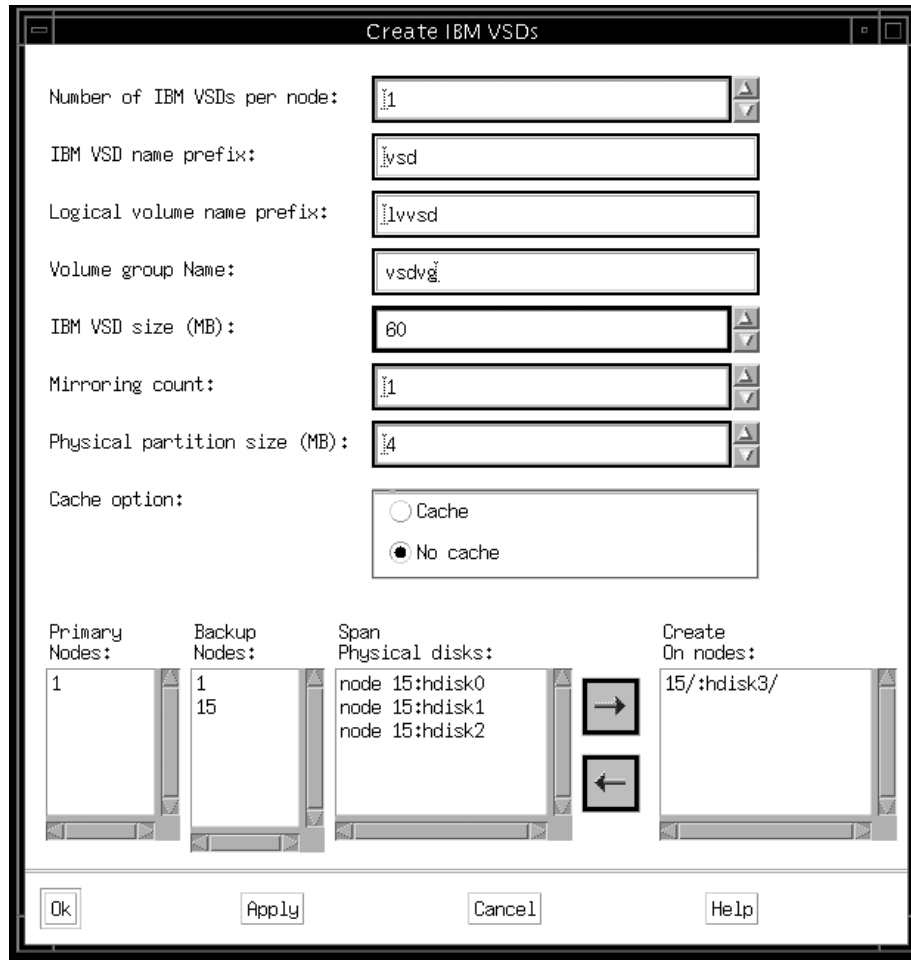 Create IBM VSDs
Number of IBM VSDs per node: 1
IBM VSD name prefix: vsd
Logical volume name prefix: lvvsd
Volume group Name: vsdvg
IBM VSD size (MB): 60
Mirroring count: 1
Physical partition size (MB): 4
Cache option:
Cache
No cache
Primary Nodes:
1
Backup Nodes:
1
15
Span Physical disks:
node 15:hdisk0
node 15:hdisk1
node 15:hdisk2
Create On nodes:
15/:hdisk3/
Ok Apply Cancel Help